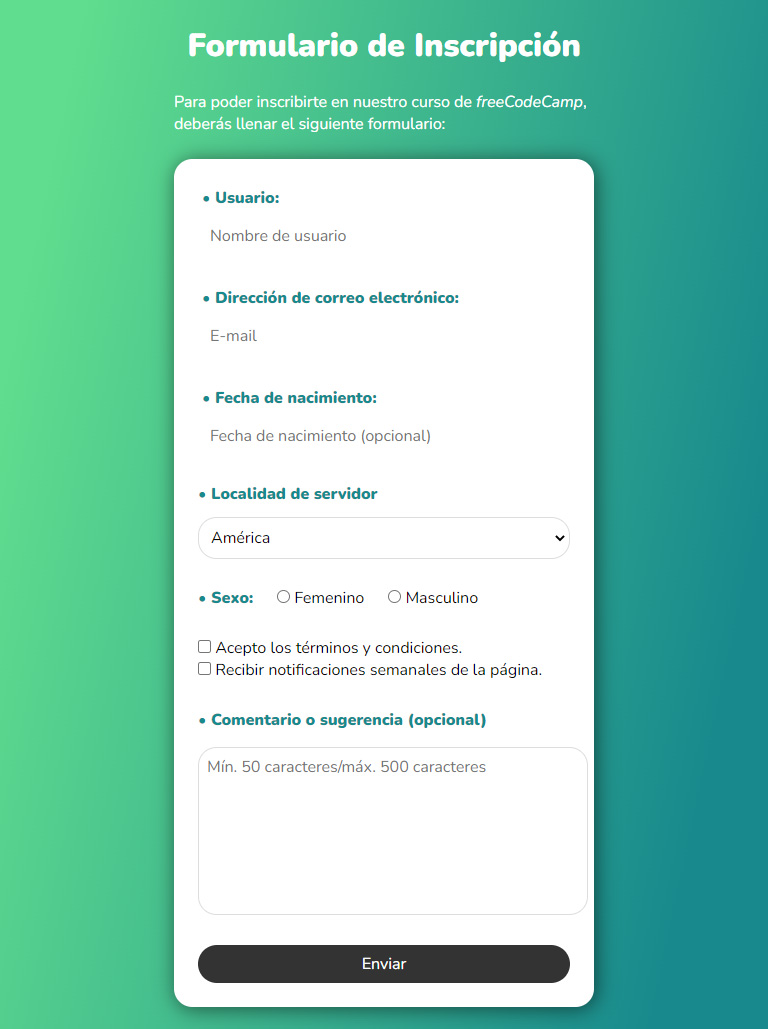 Formulario de Inscripción
Para poder inscribirte en nuestro curso de freeCodeCamp,
deberás llenar el siguiente formulario:
• Usuario:
Nombre de usuario
• Dirección de correo electrónico:
E-mail
• Fecha de nacimiento:
Fecha de nacimiento (opcional)
• Localidad de servidor
América
• Sexo: Femenino Masculino
Acepto los términos y condiciones.
Recibir notificaciones semanales de la página.
• Comentario o sugerencia (opcional)
Mín. 50 caracteres/máx. 500 caracteres
Enviar